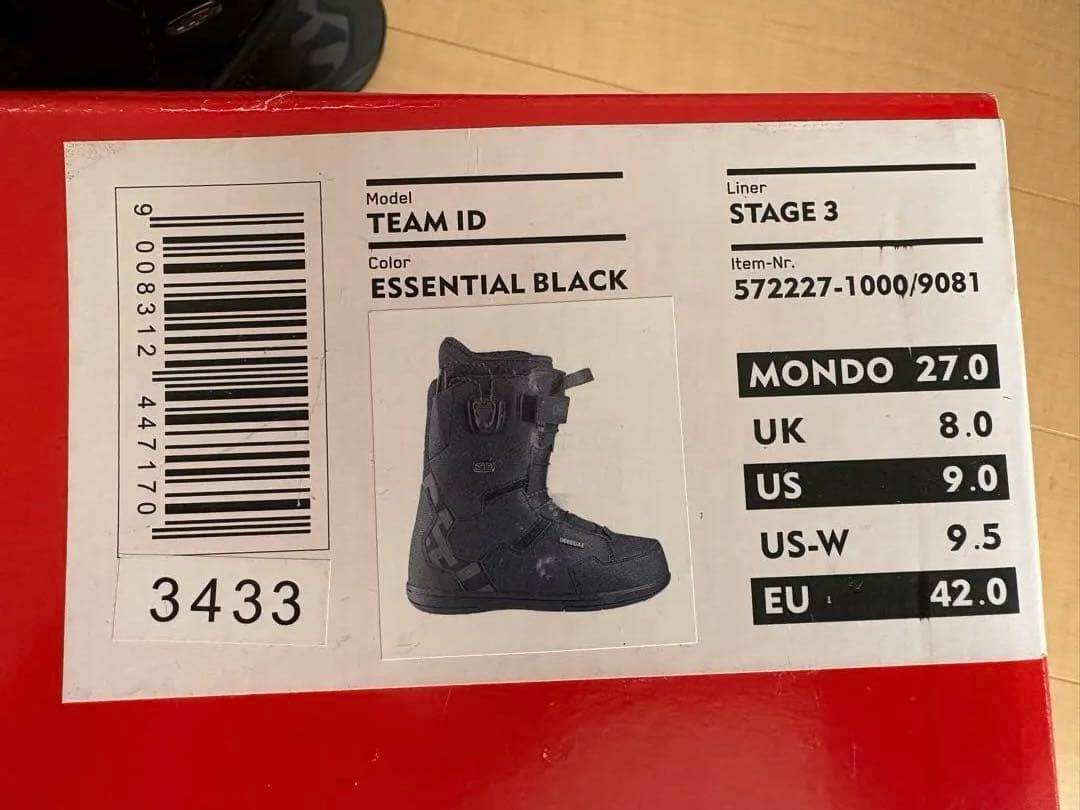 9 008312 447170
3433
Model
TEAM ID
Color
ESSENTIAL BLACK
DEELUXE
Liner
STAGE 3
Item-Nr.
572227-1000/9081
MONDO 27.0
UK 8.0
US 9.0
US-W 9.5
EU 42.0